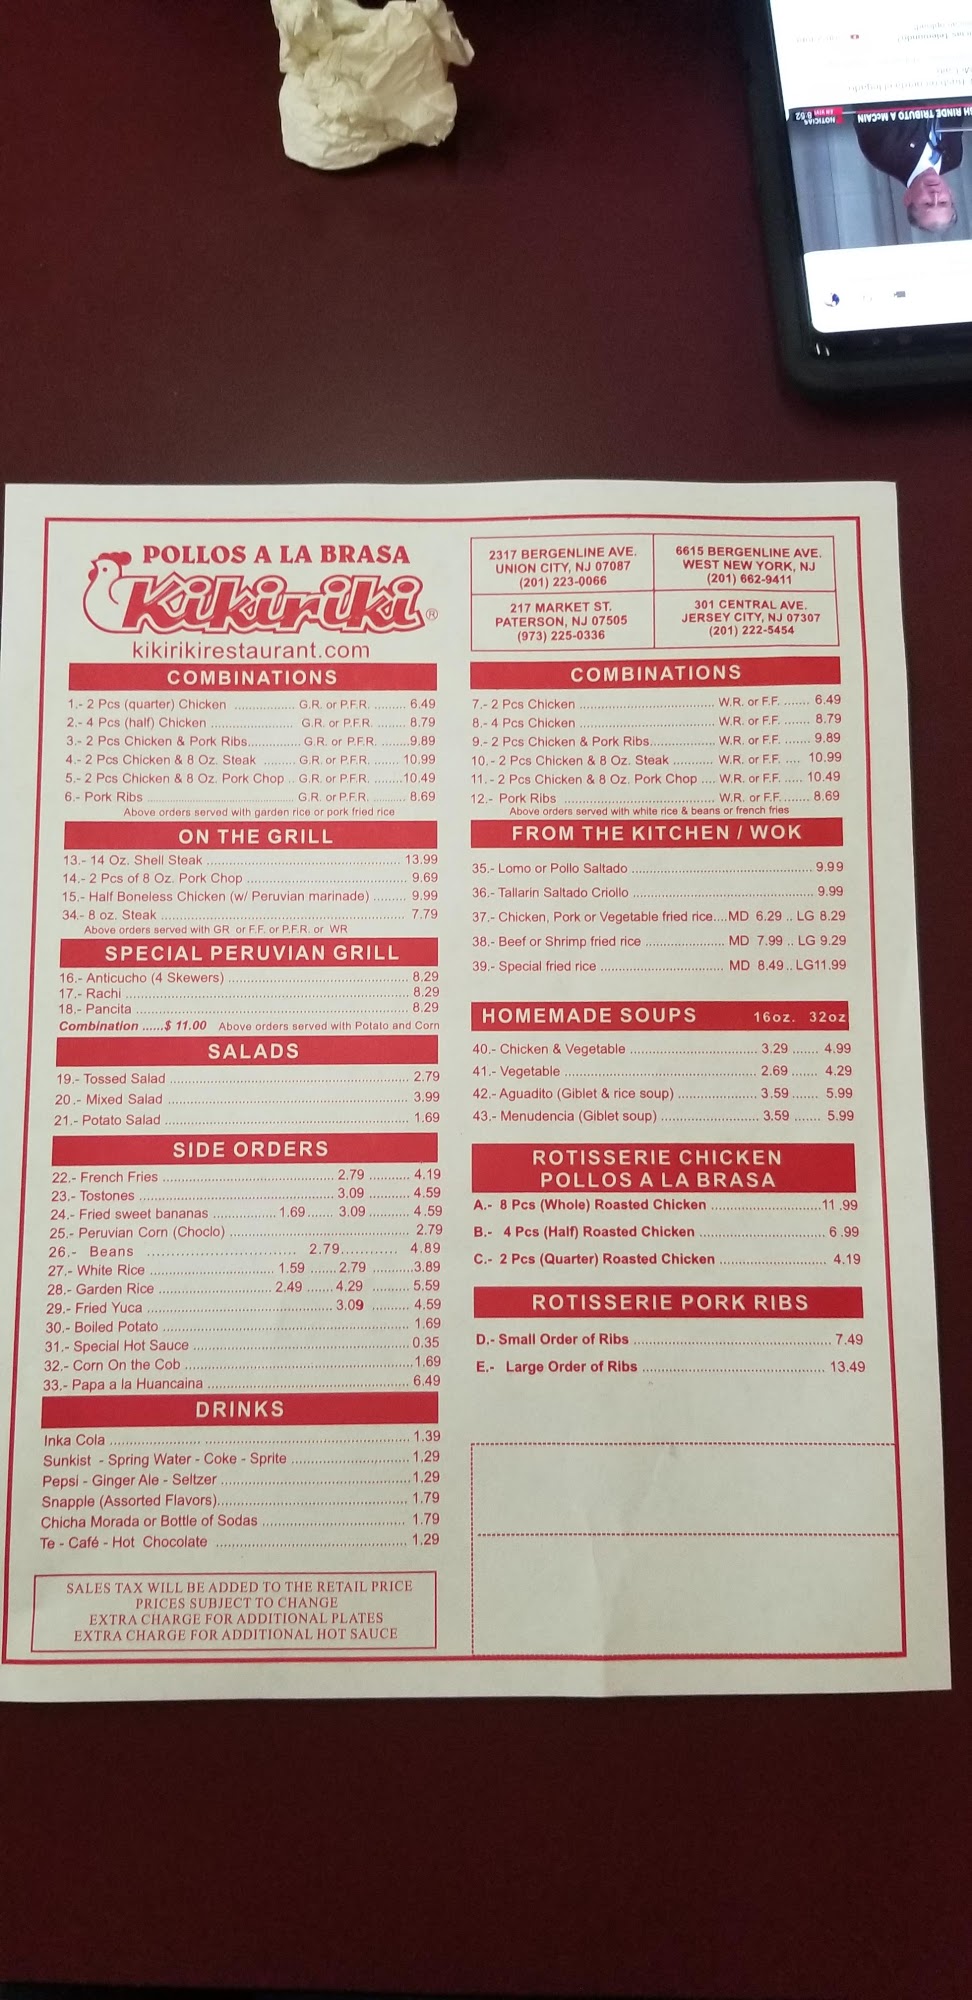 NOTICIAS
EN VIVO 8:52
H RINDE TRIBUTO A McCAIN
POLLOS A LA BRASA
Kikiriki®
kikirikirestaurant.com
2317 BERGENLINE AVE.
UNION CITY, NJ 07087
(201) 223-0066
6615 BERGENLINE AVE.
WEST NEW YORK, NJ
(201) 662-9411
217 MARKET ST.
PATERSON, NJ 07505
(973) 225-0336
301 CENTRAL AVE.
JERSEY CITY, NJ 07307
(201) 222-5454
COMBINATIONS
1.- 2 Pcs (quarter) Chicken ................ G.R. or P.F.R. ........ 6.49
2.- 4 Pcs (half) Chicken ..................... G.R. or P.F.R. ........ 8.79
3.- 2 Pcs Chicken & Pork Ribs............. G.R. or P.F.R. ........9.89
4.- 2 Pcs Chicken & 8 Oz. Steak ........ G.R. or P.F.R. .......10.99
5.- 2 Pcs Chicken & 8 Oz. Pork Chop .. G.R. or P.F.R. .......10.49
6.- Pork Ribs ...................................... G.R. or P.F.R. ......... 8.69
Above orders served with garden rice or pork fried rice
ON THE GRILL
13.- 14 Oz. Shell Steak ................................................ 13.99
14.- 2 Pcs of 8 Oz. Pork Chop ....................................... 9.69
15.- Half Boneless Chicken (w/ Peruvian marinade) ........ 9.99
34.- 8 oz. Steak ............................................................ 7.79
Above orders served with GR or F.F. or P.F.R. or WR
SPECIAL PERUVIAN GRILL
16.- Anticucho (4 Skewers) ............................................ 8.29
17.- Rachi ..................................................................... 8.29
18.- Pancita .................................................................. 8.29
Combination ......$ 11.00 Above orders served with Potato and Corn
SALADS
19.- Tossed Salad ......................................................... 2.79
20.- Mixed Salad .......................................................... 3.99
21.- Potato Salad .......................................................... 1.69
SIDE ORDERS
22.- French Fries ......................................... 2.79 .......... 4.19
23.- Tostones .............................................. 3.09 .......... 4.59
24.- Fried sweet bananas ...............1.69 ...... 3.09 .......... 4.59
25.- Peruvian Corn (Choclo) ............................................ 2.79
26.- Beans .............................. 2.79........... 4.89
27.- White Rice .............................. 1.59 .......2.79 ...........3.89
28.- Garden Rice ........................... 2.49 ...... 4.29 .......... 5.59
29.- Fried Yuca ........................................... 3.09 .......... 4.59
30.- Boiled Potato .......................................................... 1.69
31.- Special Hot Sauce .................................................. 0.35
32.- Corn On the Cob .................................................... 1.69
33.- Papa a la Huancaina ............................................... 6.49
DRINKS
Inka Cola ...................................................................... 1.39
Sunkist - Spring Water - Coke - Sprite ............................ 1.29
Pepsi - Ginger Ale - Seltzer ............................................1.29
Snapple (Assorted Flavors)............................................. 1.79
Chicha Morada or Bottle of Sodas .................................. 1.79
Te - Café - Hot Chocolate ............................................. 1.29
SALES TAX WILL BE ADDED TO THE RETAIL PRICE
PRICES SUBJECT TO CHANGE
EXTRA CHARGE FOR ADDITIONAL PLATES
EXTRA CHARGE FOR ADDITIONAL HOT SAUCE
COMBINATIONS
7.- 2 Pcs Chicken .................................. W.R. or F.F. ....... 6.49
8.- 4 Pcs Chicken .................................. W.R. or F.F. ....... 8.79
9.- 2 Pcs Chicken & Pork Ribs................ W.R. or F.F. ....... 9.89
10.- 2 Pcs Chicken & 8 Oz. Steak .......... W.R. or F.F. .... 10.99
11.- 2 Pcs Chicken & 8 Oz. Pork Chop .... W.R. or F.F. .... 10.49
12.- Pork Ribs ...................................... W.R. or F.F........ 8.69
Above orders served with white rice & beans or french fries
FROM THE KITCHEN / WOK
35.- Lomo or Pollo Saltado .............................................. 9.99
36.- Tallarin Saltado Criollo .............................................. 9.99
37.- Chicken, Pork or Vegetable fried rice....MD 6.29 .. LG 8.29
38.- Beef or Shrimp fried rice .................... MD 7.99 .. LG 9.29
39.- Special fried rice ............................... MD 8.49 .. LG11.99
HOMEMADE SOUPS 16oz. 32oz
40.- Chicken & Vegetable ................................. 3.29 ....... 4.99
41.- Vegetable ................................................. 2.69 ....... 4.29
42.- Aguadito (Giblet & rice soup) ..................... 3.59 ....... 5.99
43.- Menudencia (Giblet soup) .......................... 3.59 ....... 5.99
ROTISSERIE CHICKEN
POLLOS A LA BRASA
A.- 8 Pcs (Whole) Roasted Chicken ...........................11 .99
B.- 4 Pcs (Half) Roasted Chicken ................................ 6 .99
C.- 2 Pcs (Quarter) Roasted Chicken ........................... 4.19
ROTISSERIE PORK RIBS
D.- Small Order of Ribs ................................................ 7.49
E.- Large Order of Ribs ............................................. 13.49